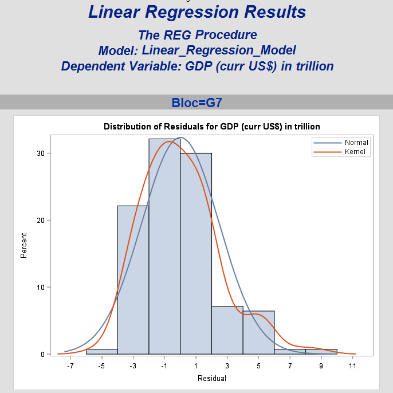 Linear Regression Results
The REG Procedure
Model: Linear_Regression_Model
Dependent Variable: GDP (curr US$) in trillion
Bloc=G7
Distribution of Residuals for GDP (curr US$) in trillion
Normal
Kernel
30
20
10
0
Percent
-7 -5 -3 -1 1 3 5 7 9 11
Residual